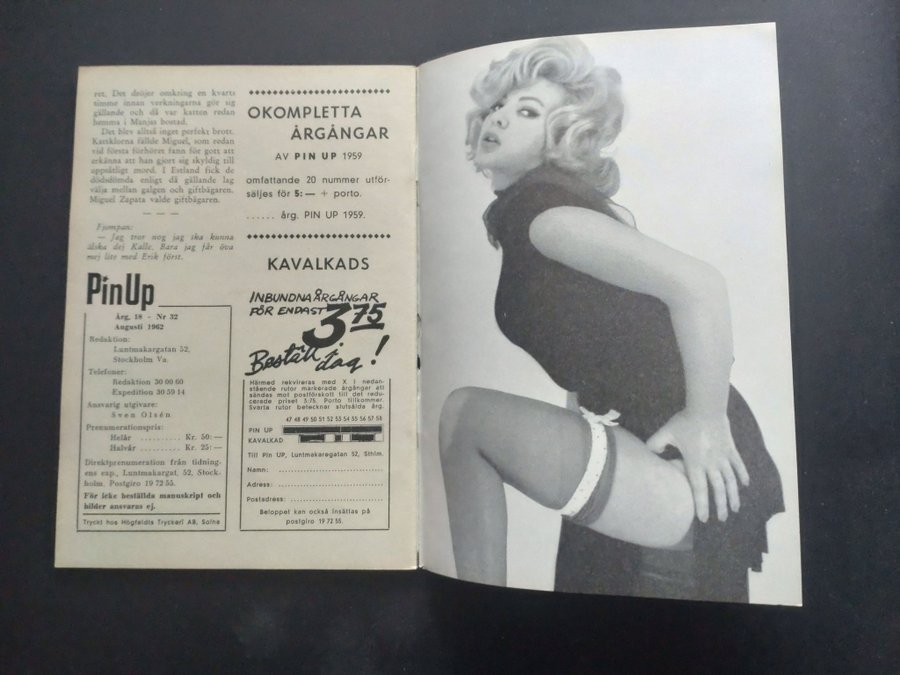 ret. Det dröjer omkring en kvarts
timme innan verkningarna gör sig
gällande och då var katten redan
hemma i Manjas bostad.
Det blev alltså inget perfekt brott.
Kattklorna fällde Miguel, som redan
vid första förhöret fann för gott att
erkänna att han gjort sig skyldig till
uppsåtligt mord. I Estland fick de
dödsdömda enligt då gällande lag
välja mellan galgen och giftbägaren.
Miguel Zapata valde giftbägaren.
— — —
Fjompan:
— Jag tror nog jag ska kunna
älska dej Kalle. Bara jag får öva
mej lite med Erik först.
PinUp
Årg. 18 - Nr 32
Augusti 1962
Redaktion:
Luntmakargatan 52,
Stockholm Va.
Telefoner:
Redaktion 30 00 60
Expedition 30 59 14
Ansvarig utgivare:
Sven Olsén
Prenumerationspris:
Helår .......... Kr. 50:—
Halvår .......... Kr. 25:—
Direktprenumeration från tidning-
ens exp., Luntmakargat. 52, Stock-
holm. Postgiro 19 72 55.
För icke beställda manuskript och
bilder ansvaras ej.
Tryckt hos Högfeldts Tryckeri AB, Solna
OKOMPLETTA
ÅRGÅNGAR
AV PIN UP 1959
omfattande 20 nummer utför-
säljes för 5:— + porto.
...... årg. PIN UP 1959.
KAVALKADS
INBUNDNA ÅRGÅNGAR
FÖR ENDAST
3 75
Beställ i dag!
Härmed rekvireras med X i nedan-
stående rutor markerade årgångar att
sändas mot postförskott till det redu-
cerade priset 3:75. Porto tillkommer.
Svarta rutor betecknar slutsålda årg.
47 48 49 50 51 52 53 54 55 56 57 58
PIN UP
KAVALKAD
Till Pin UP, Luntmakaregatan 52, Sthlm.
Namn: ..............................
Adress: ..............................
Postadress: ..............................
Beloppet kan också insättas på
postgiro 19 72 55.